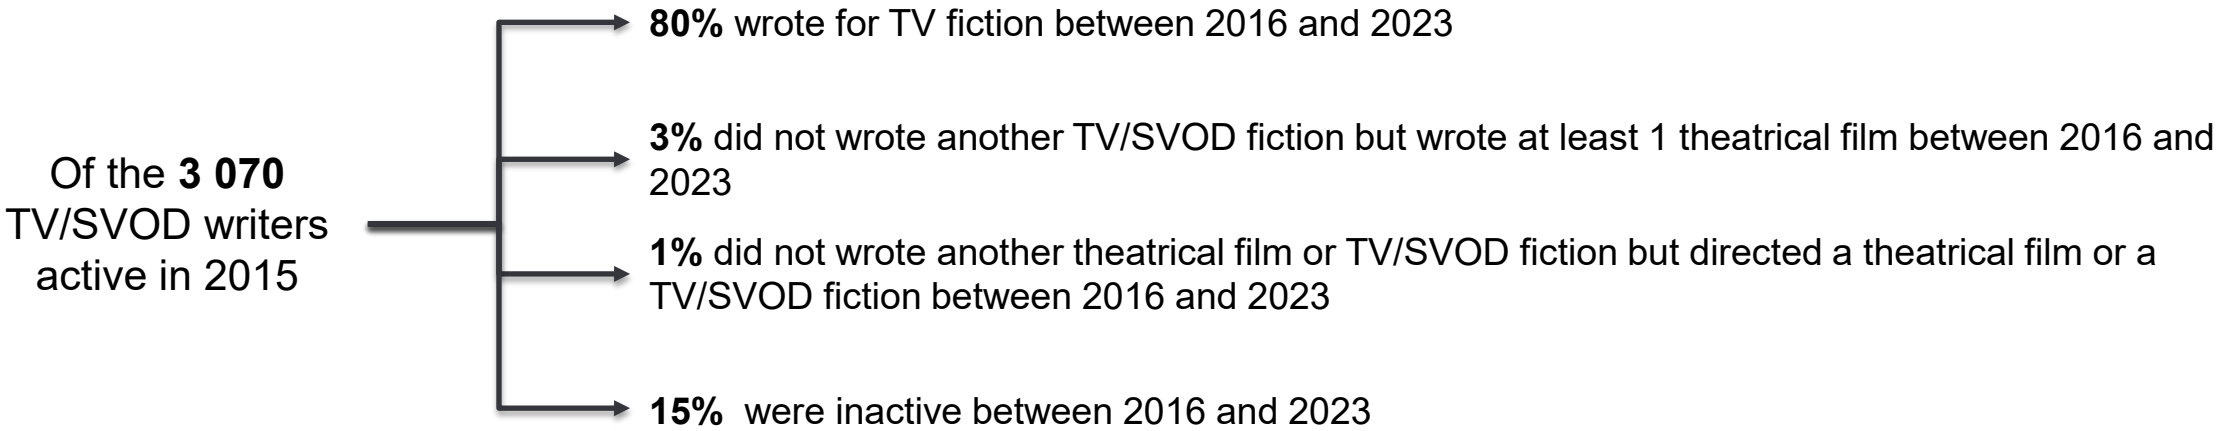 Of the 3 070
TV/SVOD writers
active in 2015
80% wrote for TV fiction between 2016 and 2023
3% did not wrote another TV/SVOD fiction but wrote at least 1 theatrical film between 2016 and
2023
1% did not wrote another theatrical film or TV/SVOD fiction but directed a theatrical film or a
TV/SVOD fiction between 2016 and 2023
15% were inactive between 2016 and 2023